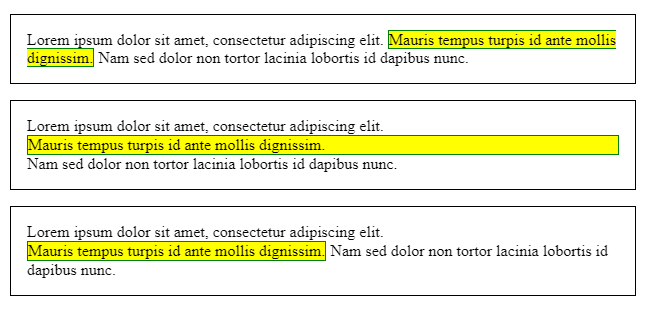 Lorem ipsum dolor sit amet, consectetur adipiscing elit. Mauris tempus turpis id ante mollis
dignissim. Nam sed dolor non tortor lacinia lobortis id dapibus nunc.
Lorem ipsum dolor sit amet, consectetur adipiscing elit.
Mauris tempus turpis id ante mollis dignissim.
Nam sed dolor non tortor lacinia lobortis id dapibus nunc.
Lorem ipsum dolor sit amet, consectetur adipiscing elit.
Mauris tempus turpis id ante mollis dignissim. Nam sed dolor non tortor lacinia lobortis id
dapibus nunc.